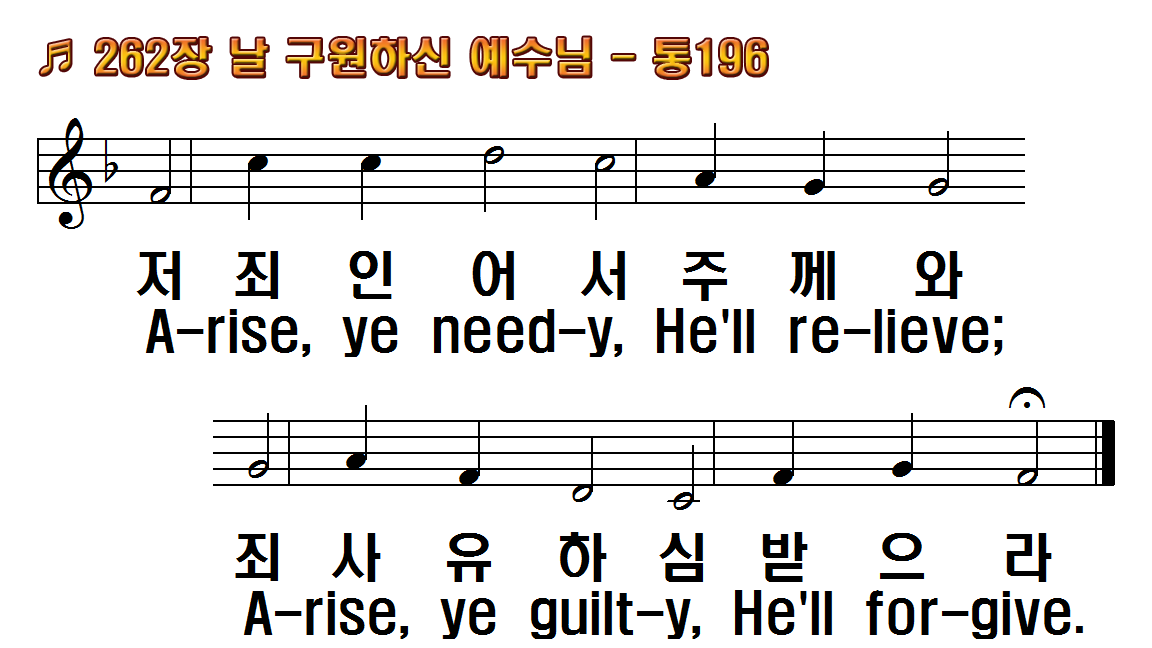 ♬ 262장 날 구원하신 예수님 - 통196
저 죄 인 어 서 주 께 와
A-rise, ye need-y, He'll re-lieve;
죄 사 유 하 심 받 으 라
A-rise, ye guilt-y, He'll for-give.